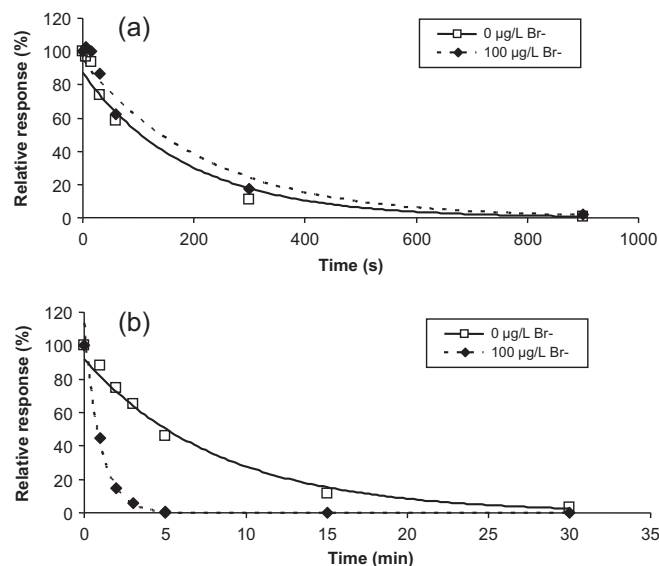 (a)
120
100
80
60
40
20
0
Relative response (%)
0 µg/L Br-
100 µg/L Br-
0 200 400 600 800 1000
Time (s)
(b)
120
100
80
60
40
20
0
Relative response (%)
0 µg/L Br-
100 µg/L Br-
0 5 10 15 20 25 30 35
Time (min)